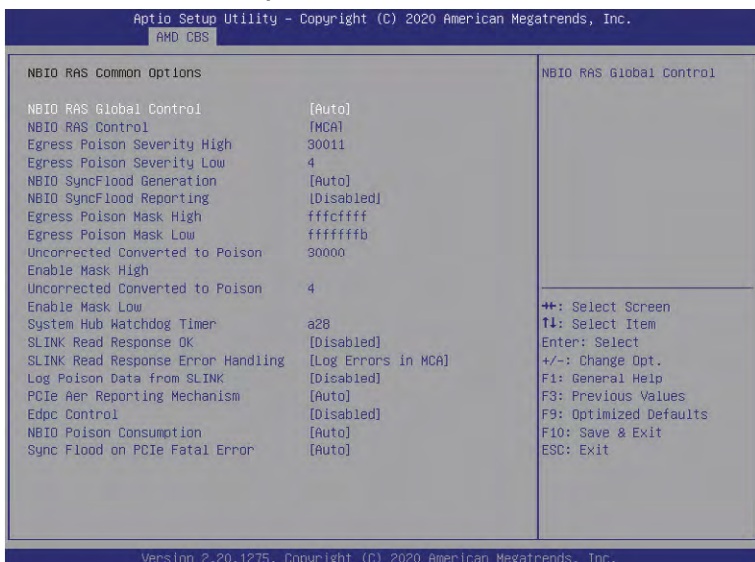 Aptio Setup Utility – Copyright (C) 2020 American Megatrends, Inc.
AMD CBS
NBIO RAS Common Options
NBIO RAS Global Control [Auto]
NBIO RAS Control [MCA]
Egress Poison Severity High 30011
Egress Poison Severity Low 4
NBIO SyncFlood Generation [Auto]
NBIO SyncFlood Reporting [Disabled]
Egress Poison Mask High fffcffff
Egress Poison Mask Low fffffffb
Uncorrected Converted to Poison 30000
Enable Mask High
Uncorrected Converted to Poison 4
Enable Mask Low
System Hub Watchdog Timer a28
SLINK Read Response OK [Disabled]
SLINK Read Response Error Handling [Log Errors in MCA]
Log Poison Data from SLINK [Disabled]
PCIe Aer Reporting Mechanism [Auto]
Edpc Control [Disabled]
NBIO Poison Consumption [Auto]
Sync Flood on PCIe Fatal Error [Auto]
NBIO RAS Global Control
→←: Select Screen
↑↓: Select Item
Enter: Select
+/-: Change Opt.
F1: General Help
F3: Previous Values
F9: Optimized Defaults
F10: Save & Exit
ESC: Exit
Version 2.20.1275. Copyright (C) 2020 American Megatrends, Inc.